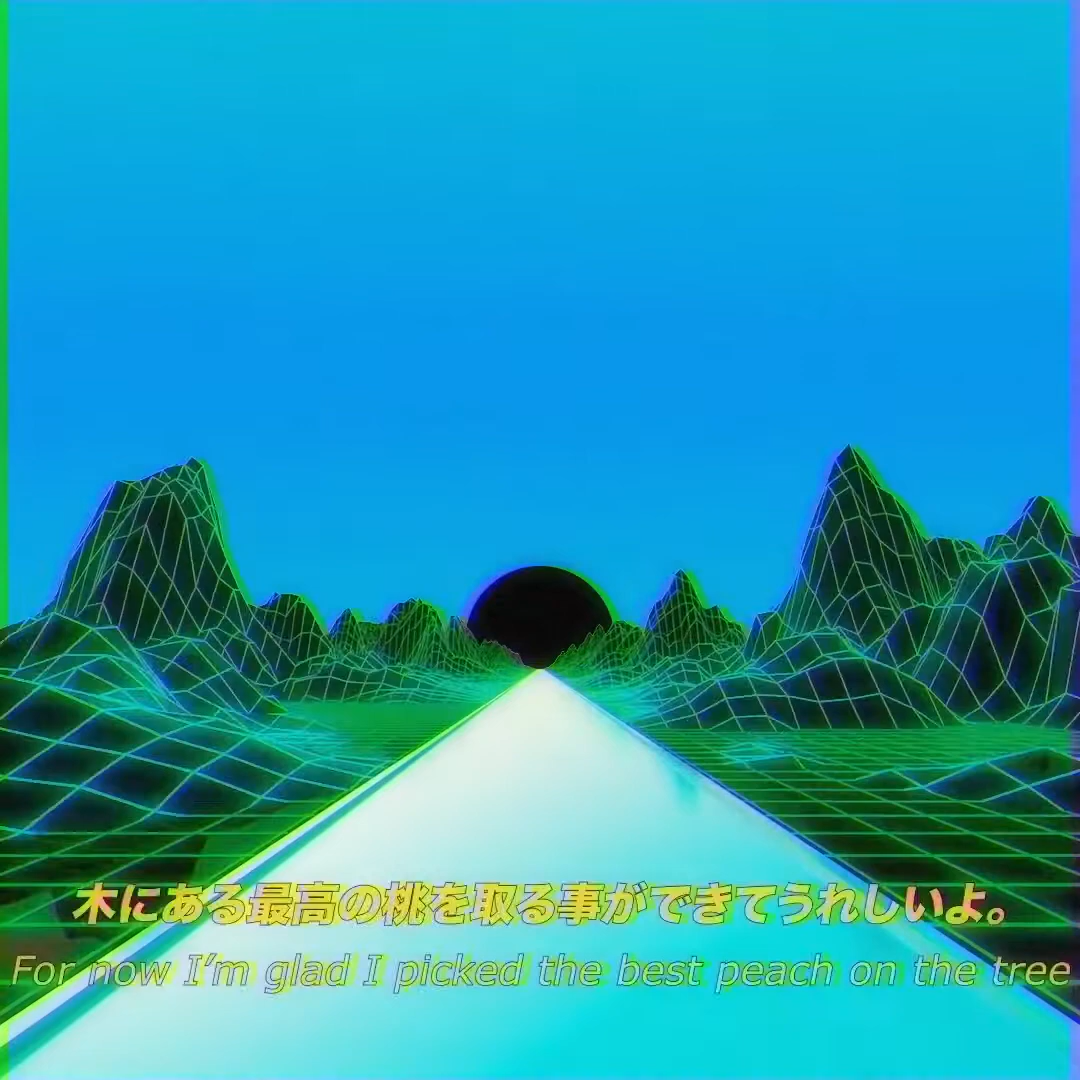 木にある最高の桃を取る事ができてうれしいよ。
For now I'm glad I picked the best peach on the tree